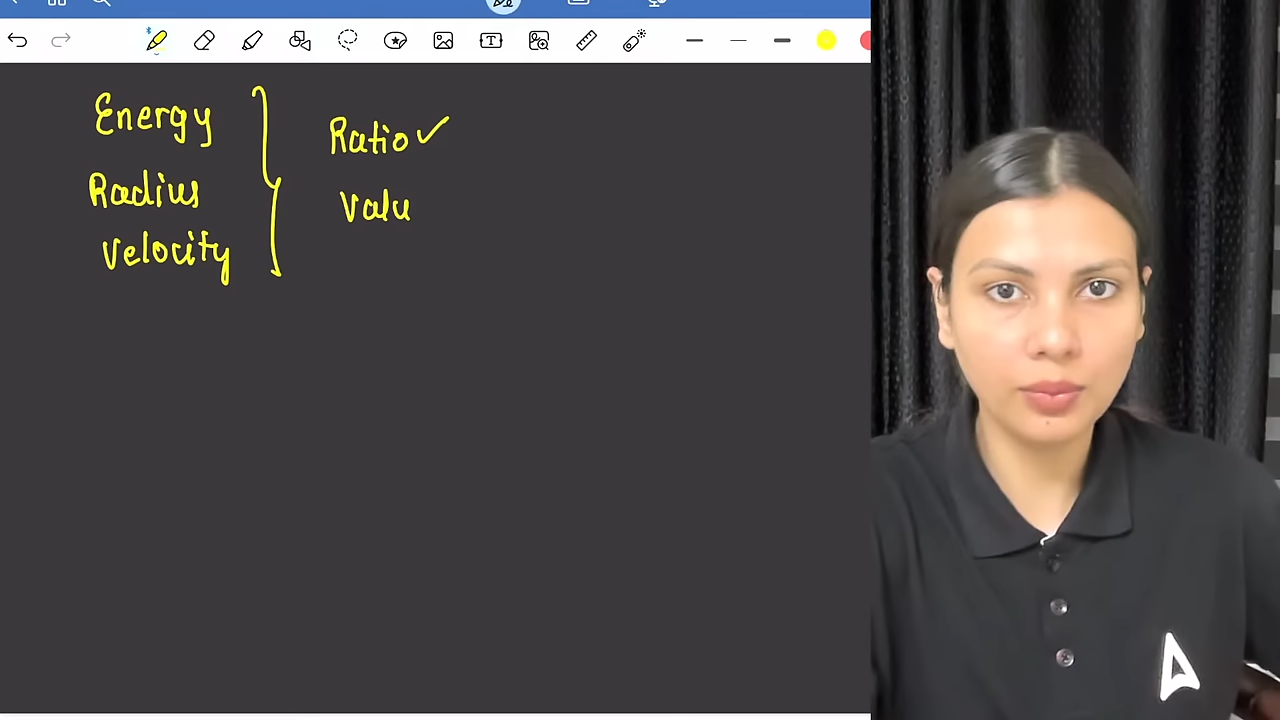 Energy
Radius
Velocity
Ratio ✓
Valu